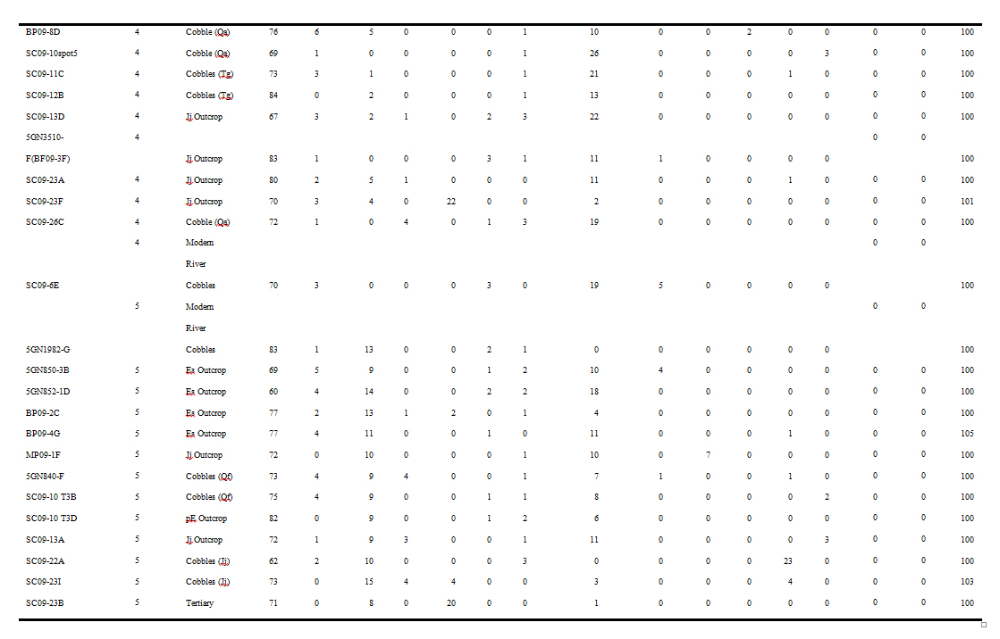 BP09-8D 4 Cobble (Qa) 76 6 5 0 0 0 1 10 0 0 2 0 0 0 0 100
SC09-10spot5 4 Cobble (Qa) 69 1 0 0 0 0 1 26 0 0 0 0 3 0 0 100
SC09-11C 4 Cobbles (Tg) 73 3 1 0 0 0 1 21 0 0 0 1 0 0 0 100
SC09-12B 4 Cobbles (Tg) 84 0 2 0 0 0 1 13 0 0 0 0 0 0 0 100
SC09-13D 4 Jj.Outcrop 67 3 2 1 0 2 3 22 0 0 0 0 0 0 0 100
5GN3510- 4 0 0
F(BF09-3F) Jj.Outcrop 83 1 0 0 0 3 1 11 1 0 0 0 0 100
SC09-23A 4 Jj.Outcrop 80 2 5 1 0 0 0 11 0 0 0 1 0 0 0 100
SC09-23F 4 Jj.Outcrop 70 3 4 0 22 0 0 2 0 0 0 0 0 0 0 101
SC09-26C 4 Cobble (Qa) 72 1 0 4 0 1 3 19 0 0 0 0 0 0 0 100
4 Modern 0 0
River
SC09-6E Cobbles 70 3 0 0 0 3 0 19 5 0 0 0 0 100
5 Modern 0 0
River
5GN1982-G Cobbles 83 1 13 0 0 2 1 0 0 0 0 0 0 100
5GN850-3B 5 Es Outcrop 69 5 9 0 0 1 2 10 4 0 0 0 0 0 0 100
5GN852-1D 5 Es Outcrop 60 4 14 0 0 2 2 18 0 0 0 0 0 0 0 100
BP09-2C 5 Es Outcrop 77 2 13 1 2 0 1 4 0 0 0 0 0 0 0 100
BP09-4G 5 Es Outcrop 77 4 11 0 0 1 0 11 0 0 0 1 0 0 0 105
MP09-1F 5 Jj.Outcrop 72 0 10 0 0 0 1 10 0 7 0 0 0 0 0 100
5GN840-F 5 Cobbles (Qf) 73 4 9 4 0 0 1 7 1 0 0 1 0 0 0 100
SC09-10 T3B 5 Cobbles (Qf) 75 4 9 0 0 1 1 8 0 0 0 0 2 0 0 100
SC09-10 T3D 5 pE Outcrop 82 0 9 0 0 1 2 6 0 0 0 0 0 0 0 100
SC09-13A 5 Jj.Outcrop 72 1 9 3 0 0 1 11 0 0 0 0 3 0 0 100
SC09-22A 5 Cobbles (Jj) 62 2 10 0 0 0 3 0 0 0 0 23 0 0 0 100
SC09-23I 5 Cobbles (Jj) 73 0 15 4 4 0 0 3 0 0 0 4 0 0 0 103
SC09-23B 5 Tertiary 71 0 8 0 20 0 0 1 0 0 0 0 0 0 0 100